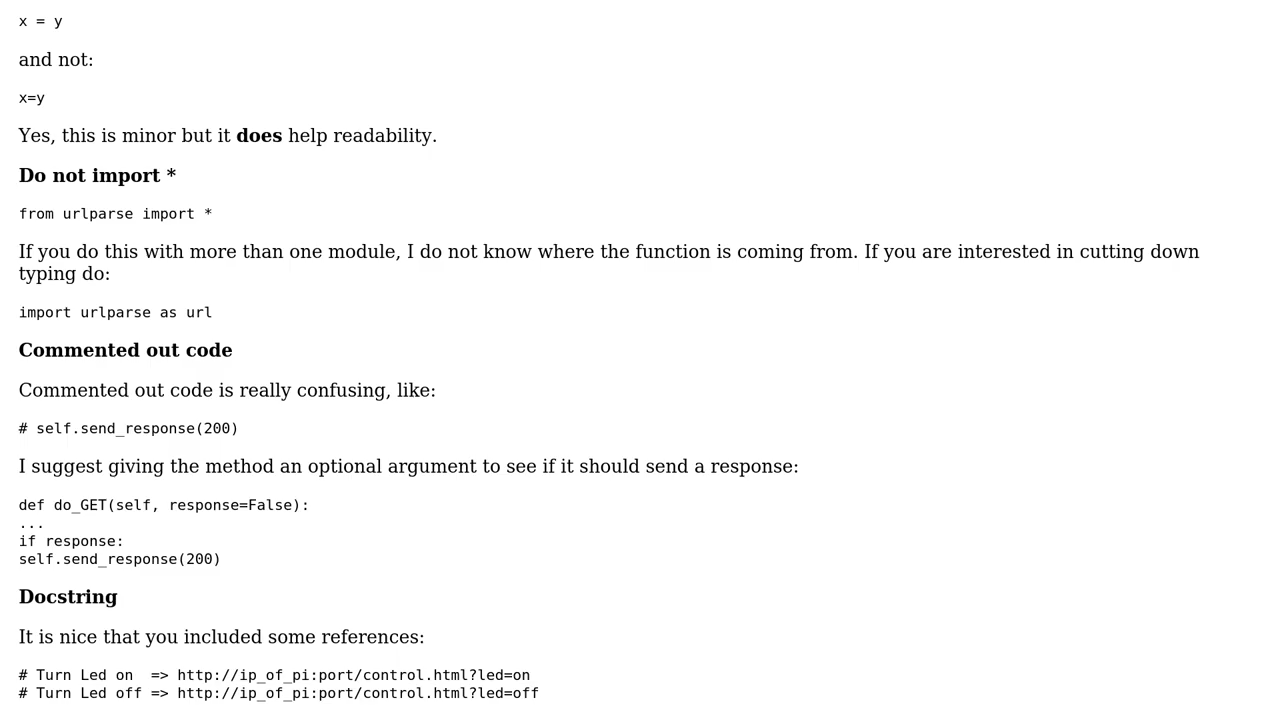 x = y
and not:
x=y
Yes, this is minor but it does help readability.
Do not import *
from urlparse import *
If you do this with more than one module, I do not know where the function is coming from. If you are interested in cutting down
typing do:
import urlparse as url
Commented out code
Commented out code is really confusing, like:
# self.send_response(200)
I suggest giving the method an optional argument to see if it should send a response:
def do_GET(self, response=False):
...
if response:
self.send_response(200)
Docstring
It is nice that you included some references:
# Turn Led on  => http://ip_of_pi:port/control.html?led=on
# Turn Led off => http://ip_of_pi:port/control.html?led=off